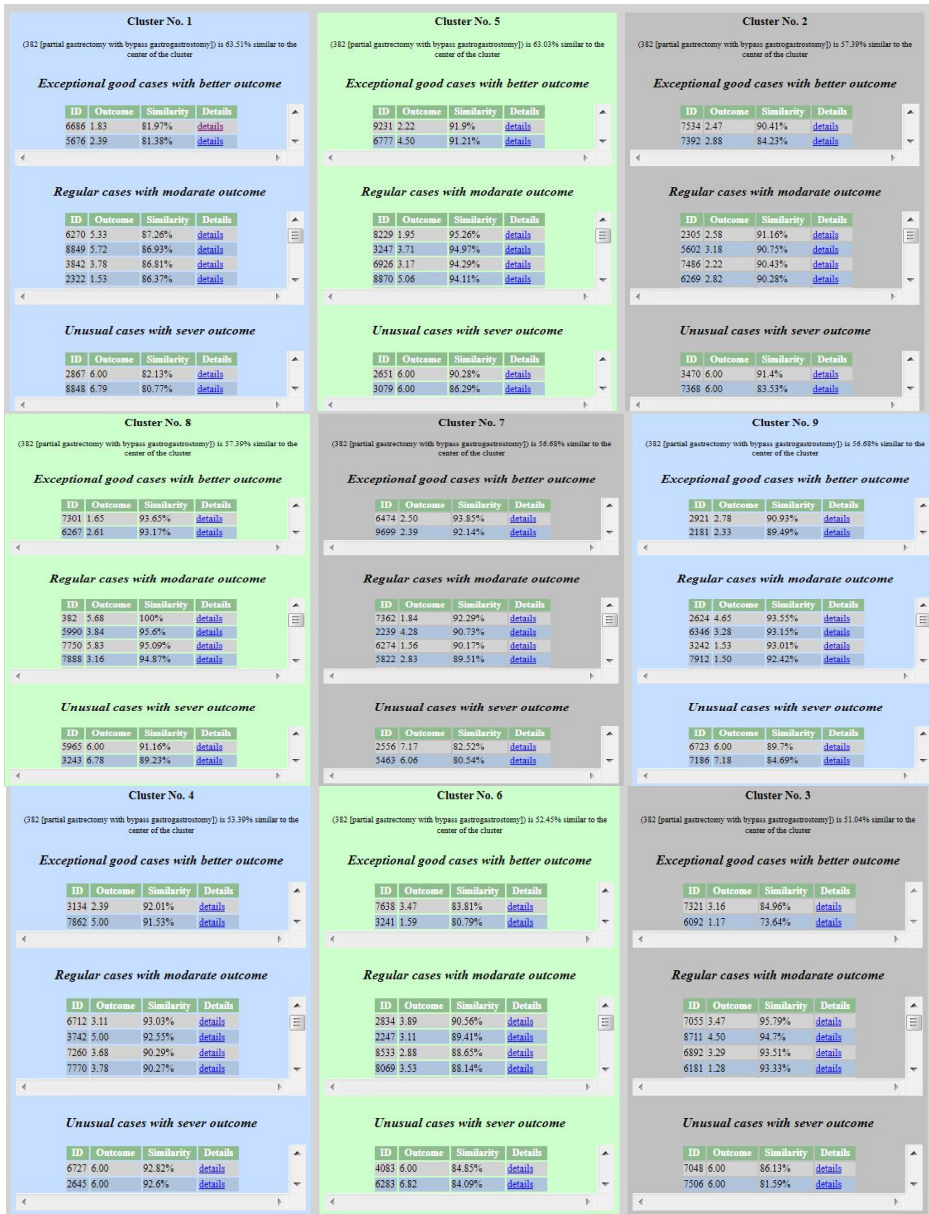 Cluster No. 1
(382 [partial gastrectomy with bypass gastrogastrostomy]) is 63.51% similar to the
center of the cluster
Exceptional good cases with better outcome
ID Outcome Similarity Details
6686 1.83 81.97% details
5676 2.39 81.38% details
Regular cases with modarate outcome
ID Outcome Similarity Details
6270 5.33 87.26% details
8849 5.72 86.93% details
3842 3.78 86.81% details
2322 1.53 86.37% details
Unusual cases with sever outcome
ID Outcome Similarity Details
2867 6.00 82.13% details
8848 6.79 80.77% details
Cluster No. 5
(382 [partial gastrectomy with bypass gastrogastrostomy]) is 63.03% similar to the
center of the cluster
Exceptional good cases with better outcome
ID Outcome Similarity Details
9231 2.22 91.9% details
6777 4.50 91.21% details
Regular cases with modarate outcome
ID Outcome Similarity Details
8229 1.95 95.26% details
3247 3.71 94.97% details
6926 3.17 94.29% details
8870 5.06 94.11% details
Unusual cases with sever outcome
ID Outcome Similarity Details
2651 6.00 90.28% details
3079 6.00 86.29% details
Cluster No. 2
(382 [partial gastrectomy with bypass gastrogastrostomy]) is 57.39% similar to the
center of the cluster
Exceptional good cases with better outcome
ID Outcome Similarity Details
7534 2.47 90.41% details
7392 2.88 84.23% details
Regular cases with modarate outcome
ID Outcome Similarity Details
2305 2.58 91.16% details
5602 3.18 90.75% details
7486 2.22 90.43% details
6269 2.82 90.28% details
Unusual cases with sever outcome
ID Outcome Similarity Details
3470 6.00 91.4% details
7368 6.00 83.53% details
Cluster No. 8
(382 [partial gastrectomy with bypass gastrogastrostomy]) is 57.39% similar to the
center of the cluster
Exceptional good cases with better outcome
ID Outcome Similarity Details
7301 1.65 93.65% details
6267 2.61 93.17% details
Regular cases with modarate outcome
ID Outcome Similarity Details
382 5.68 100% details
5990 3.84 95.6% details
7750 5.83 95.09% details
7888 3.16 94.87% details
Unusual cases with sever outcome
ID Outcome Similarity Details
5965 6.00 91.16% details
3243 6.78 89.23% details
Cluster No. 7
(382 [partial gastrectomy with bypass gastrogastrostomy]) is 56.68% similar to the
center of the cluster
Exceptional good cases with better outcome
ID Outcome Similarity Details
6474 2.50 93.85% details
9699 2.39 92.14% details
Regular cases with modarate outcome
ID Outcome Similarity Details
7362 1.84 92.29% details
2239 4.28 90.73% details
6274 1.56 90.17% details
5822 2.83 89.51% details
Unusual cases with sever outcome
ID Outcome Similarity Details
2556 7.17 82.52% details
5463 6.06 80.54% details
Cluster No. 9
(382 [partial gastrectomy with bypass gastrogastrostomy]) is 56.68% similar to the
center of the cluster
Exceptional good cases with better outcome
ID Outcome Similarity Details
2921 2.78 90.93% details
2181 2.33 89.49% details
Regular cases with modarate outcome
ID Outcome Similarity Details
2624 4.65 93.55% details
6346 3.28 93.15% details
3242 1.53 93.01% details
7912 1.50 92.42% details
Unusual cases with sever outcome
ID Outcome Similarity Details
6723 6.00 89.7% details
7186 7.18 84.69% details
Cluster No. 4
(382 [partial gastrectomy with bypass gastrogastrostomy]) is 53.39% similar to the
center of the cluster
Exceptional good cases with better outcome
ID Outcome Similarity Details
3134 2.39 92.01% details
7862 5.00 91.53% details
Regular cases with modarate outcome
ID Outcome Similarity Details
6712 3.11 93.03% details
3742 5.00 92.55% details
7260 3.68 90.29% details
7770 3.78 90.27% details
Unusual cases with sever outcome
ID Outcome Similarity Details
6727 6.00 92.82% details
2645 6.00 92.6% details
Cluster No. 6
(382 [partial gastrectomy with bypass gastrogastrostomy]) is 52.45% similar to the
center of the cluster
Exceptional good cases with better outcome
ID Outcome Similarity Details
7638 3.47 83.81% details
3241 1.59 80.79% details
Regular cases with modarate outcome
ID Outcome Similarity Details
2834 3.89 90.56% details
2247 3.11 89.41% details
8533 2.88 88.65% details
8069 3.53 88.14% details
Unusual cases with sever outcome
ID Outcome Similarity Details
4083 6.00 84.85% details
6283 6.82 84.09% details
Cluster No. 3
(382 [partial gastrectomy with bypass gastrogastrostomy]) is 51.04% similar to the
center of the cluster
Exceptional good cases with better outcome
ID Outcome Similarity Details
7321 3.16 84.96% details
6092 1.17 73.64% details
Regular cases with modarate outcome
ID Outcome Similarity Details
7055 3.47 95.79% details
8711 4.50 94.7% details
6892 3.29 93.51% details
6181 1.28 93.33% details
Unusual cases with sever outcome
ID Outcome Similarity Details
7048 6.00 86.13% details
7506 6.00 81.59% details